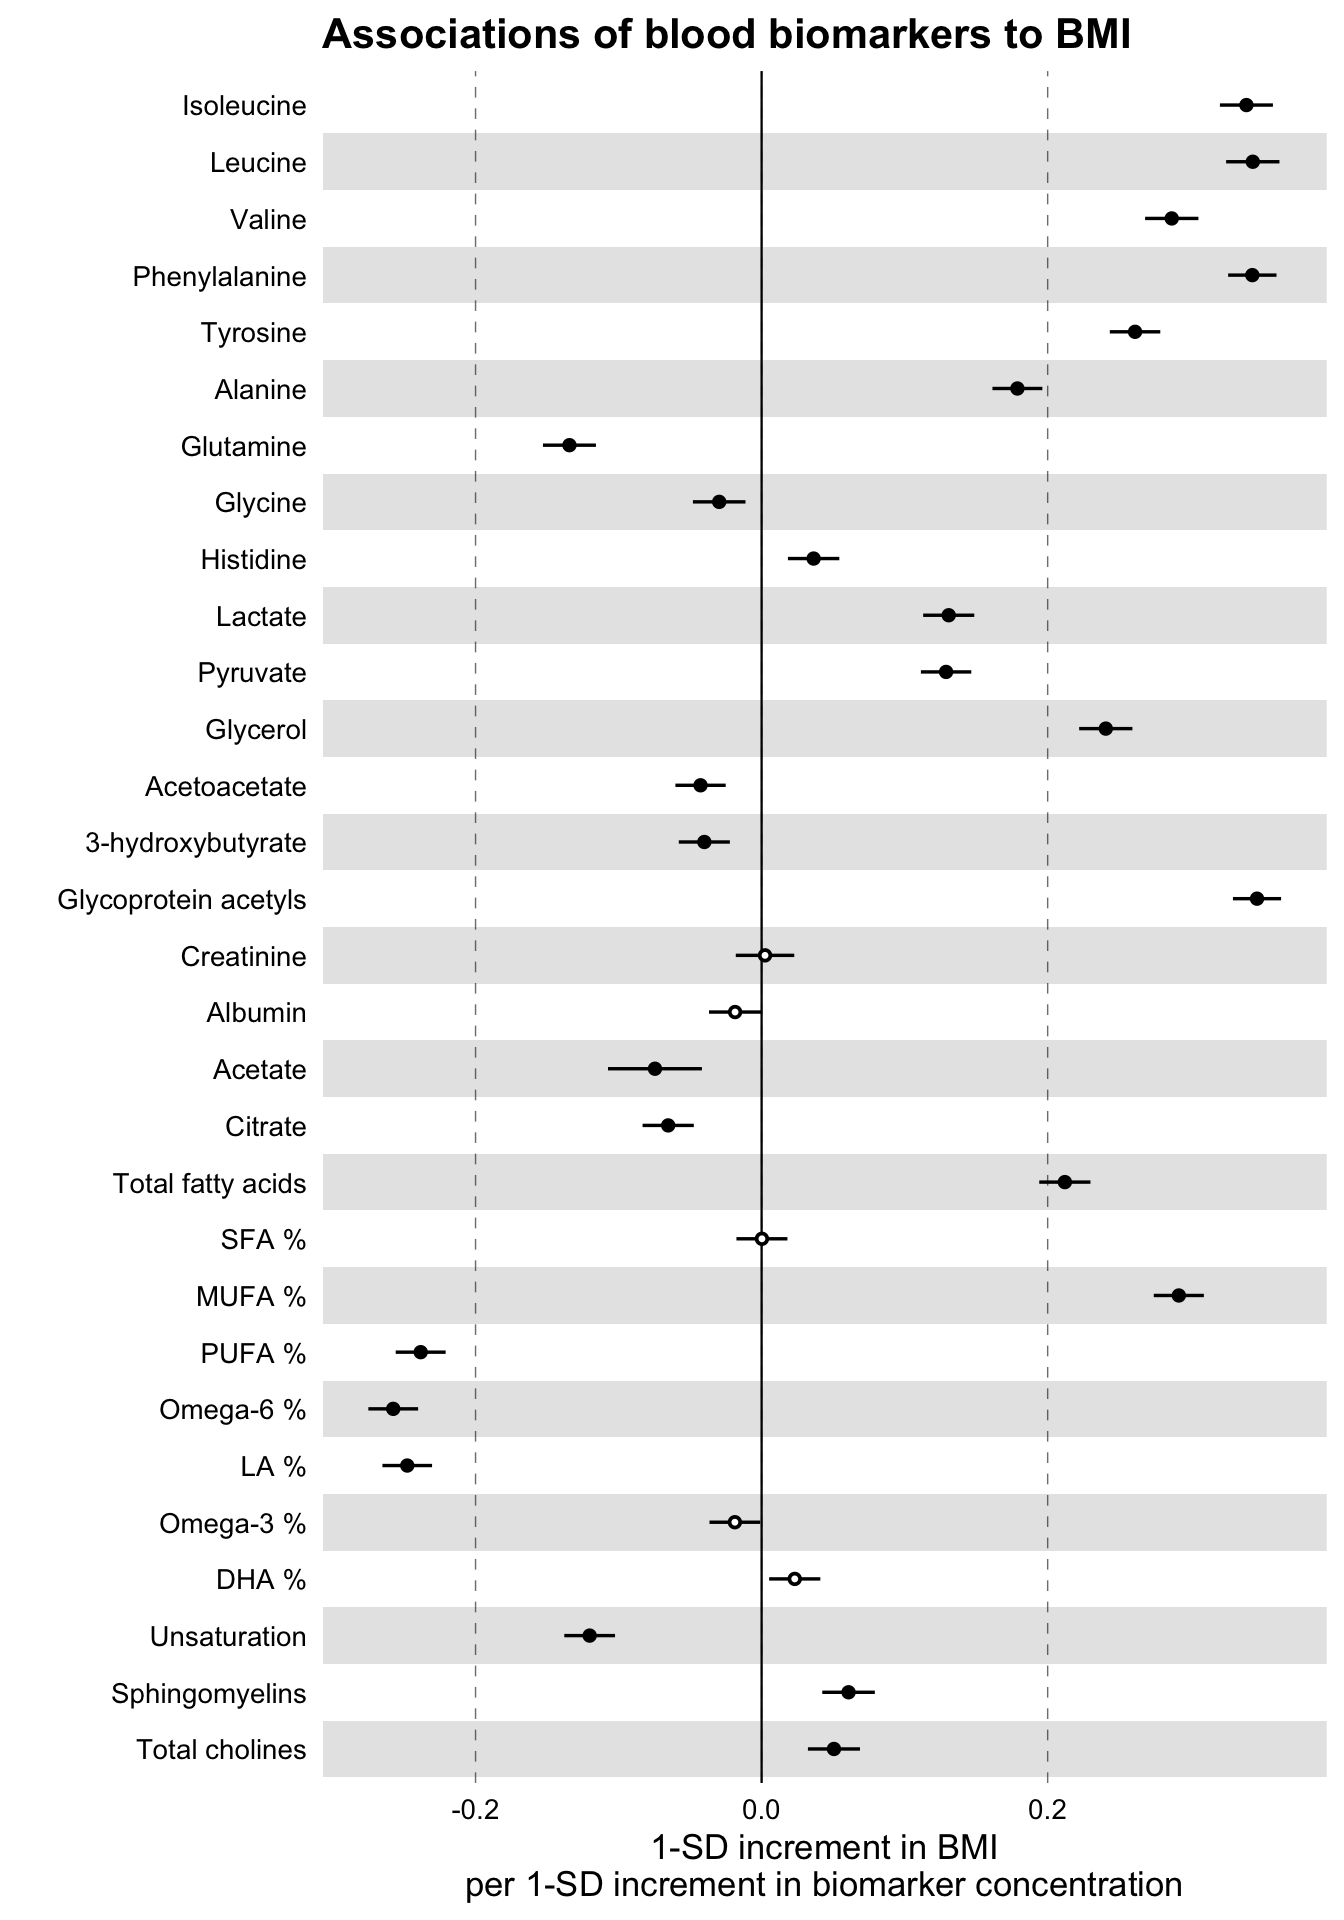 Associations of blood biomarkers to BMI
Isoleucine
Leucine
Valine
Phenylalanine
Tyrosine
Alanine
Glutamine
Glycine
Histidine
Lactate
Pyruvate
Glycerol
Acetoacetate
3-hydroxybutyrate
Glycoprotein acetyls
Creatinine
Albumin
Acetate
Citrate
Total fatty acids
SFA %
MUFA %
PUFA %
Omega-6 %
LA %
Omega-3 %
DHA %
Unsaturation
Sphingomyelins
Total cholines
-0.2 0.0 0.2
1-SD increment in BMI
per 1-SD increment in biomarker concentration